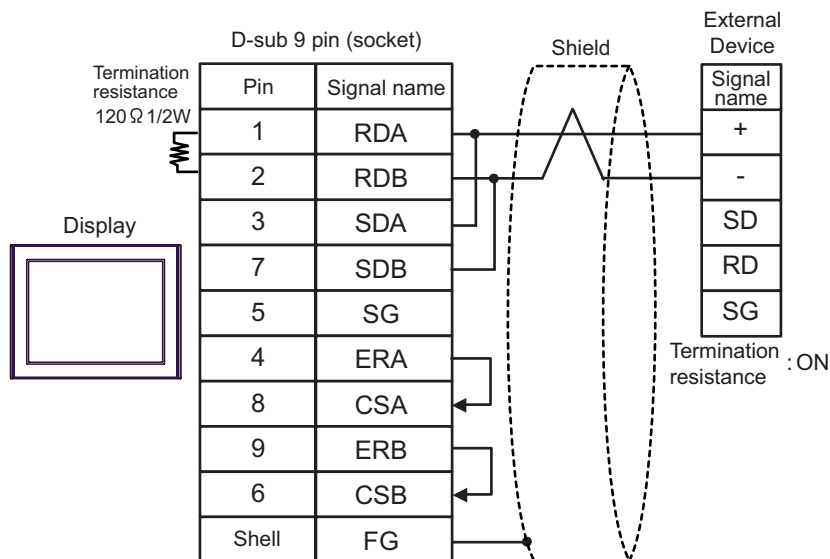 D-sub 9 pin (socket)
Shield
External
Device
Termination
resistance
120Ω1/2W
Pin
Signal name
Signal
name
1
RDA
+
2
RDB
-
Display
3
SDA
SD
7
SDB
RD
5
SG
SG
4
ERA
Termination
resistance
: ON
8
CSA
9
ERB
6
CSB
Shell
FG